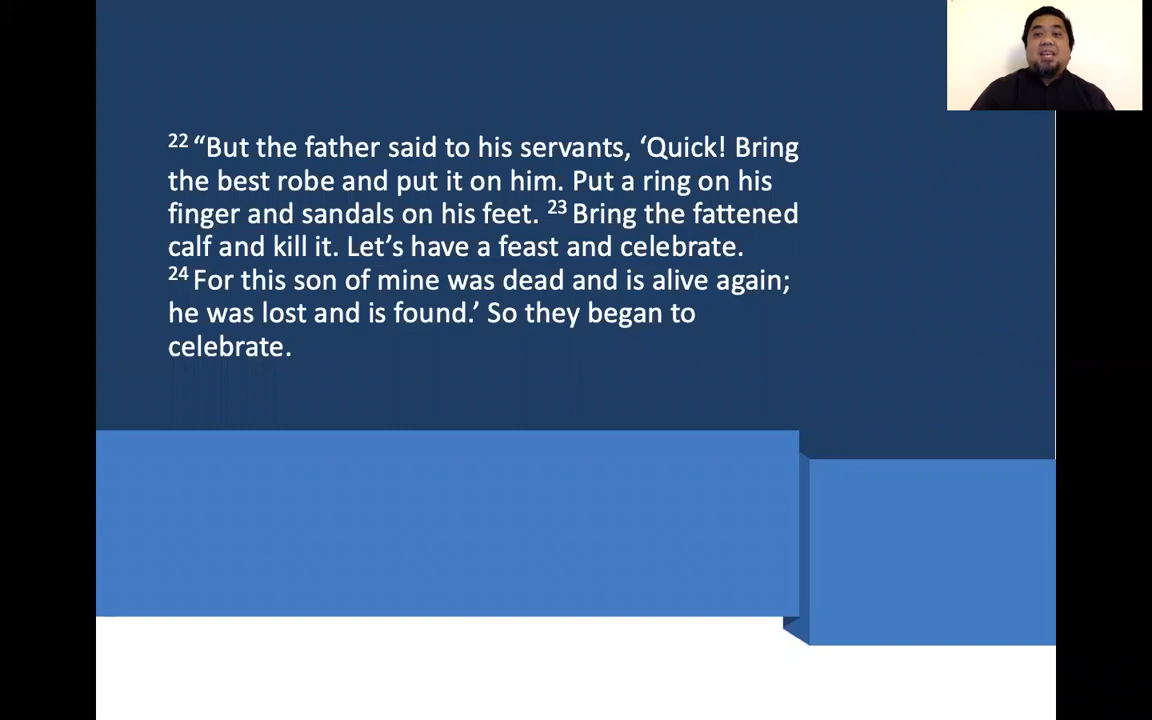 22 “But the father said to his servants, ‘Quick! Bring
the best robe and put it on him. Put a ring on his
finger and sandals on his feet. 23 Bring the fattened
calf and kill it. Let’s have a feast and celebrate.
24 For this son of mine was dead and is alive again;
he was lost and is found.’ So they began to
celebrate.